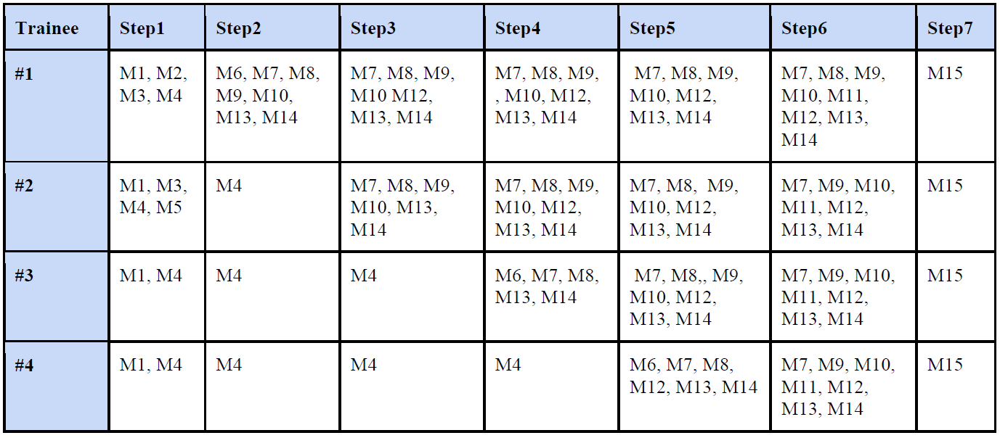 Trainee Step1 Step2 Step3 Step4 Step5 Step6 Step7
#1
M1, M2,
M3, M4
M6, M7, M8,
M9, M10,
M13, M14
M7, M8, M9,
M10 M12,
M13, M14
M7, M8, M9,
, M10, M12,
M13, M14
M7, M8, M9,
M10, M12,
M13, M14
M7, M8, M9,
M10, M11,
M12, M13,
M14
M15
#2
M1, M3,
M4, M5
M4
M7, M8, M9,
M10, M13,
M14
M7, M8, M9,
M10, M12,
M13, M14
M7, M8, M9,
M10, M12,
M13, M14
M7, M9, M10,
M11, M12,
M13, M14
M15
#3
M1, M4
M4
M4
M6, M7, M8,
M13, M14
M7, M8,, M9,
M10, M12,
M13, M14
M7, M9, M10,
M11, M12,
M13, M14
M15
#4
M1, M4
M4
M4
M4
M6, M7, M8,
M12, M13, M14
M7, M9, M10,
M11, M12,
M13, M14
M15